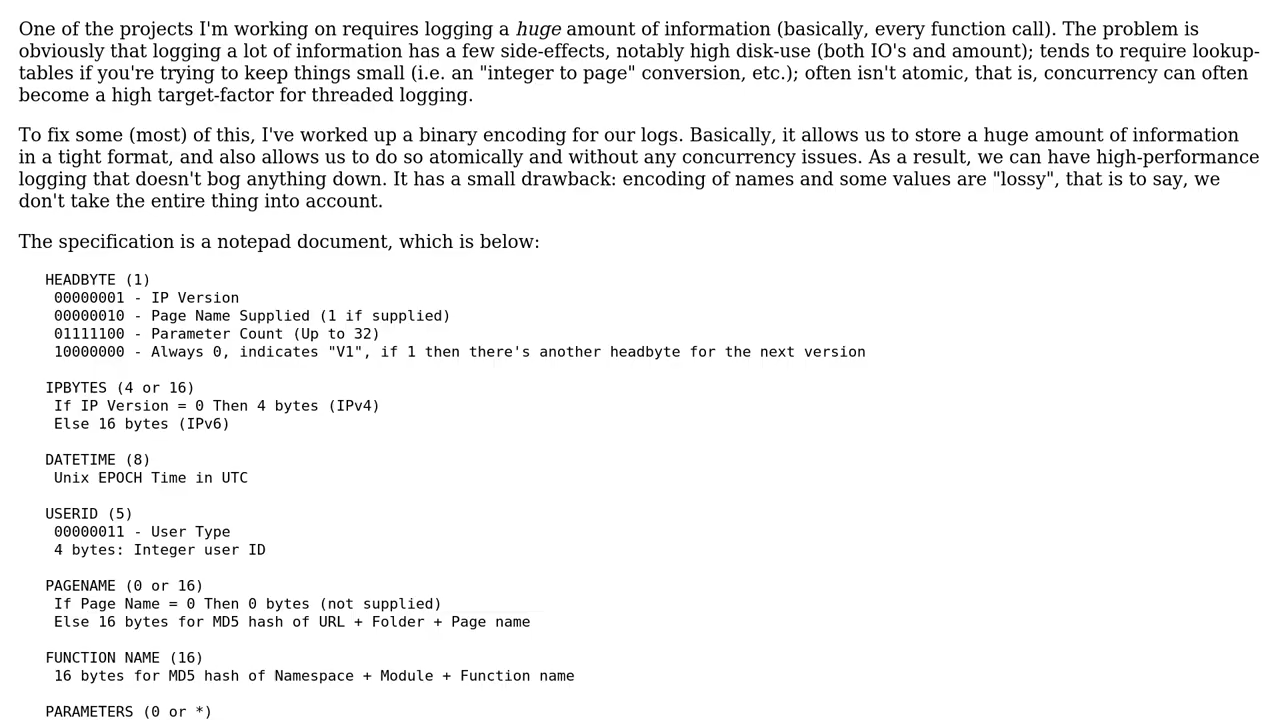 One of the projects I'm working on requires logging a huge amount of information (basically, every function call). The problem is
obviously that logging a lot of information has a few side-effects, notably high disk-use (both IO's and amount); tends to require lookup-
tables if you're trying to keep things small (i.e. an "integer to page" conversion, etc.); often isn't atomic, that is, concurrency can often
become a high target-factor for threaded logging.
To fix some (most) of this, I've worked up a binary encoding for our logs. Basically, it allows us to store a huge amount of information
in a tight format, and also allows us to do so atomically and without any concurrency issues. As a result, we can have high-performance
logging that doesn't bog anything down. It has a small drawback: encoding of names and some values are "lossy", that is to say, we
don't take the entire thing into account.
The specification is a notepad document, which is below:
HEADBYTE (1)
00000001 - IP Version
00000010 - Page Name Supplied (1 if supplied)
01111100 - Parameter Count (Up to 32)
10000000 - Always 0, indicates "V1", if 1 then there's another headbyte for the next version
IPBYTES (4 or 16)
If IP Version = 0 Then 4 bytes (IPv4)
Else 16 bytes (IPv6)
DATETIME (8)
Unix EPOCH Time in UTC
USERID (5)
00000011 - User Type
4 bytes: Integer user ID
PAGENAME (0 or 16)
If Page Name = 0 Then 0 bytes (not supplied)
Else 16 bytes for MD5 hash of URL + Folder + Page name
FUNCTION NAME (16)
16 bytes for MD5 hash of Namespace + Module + Function name
PARAMETERS (0 or *)